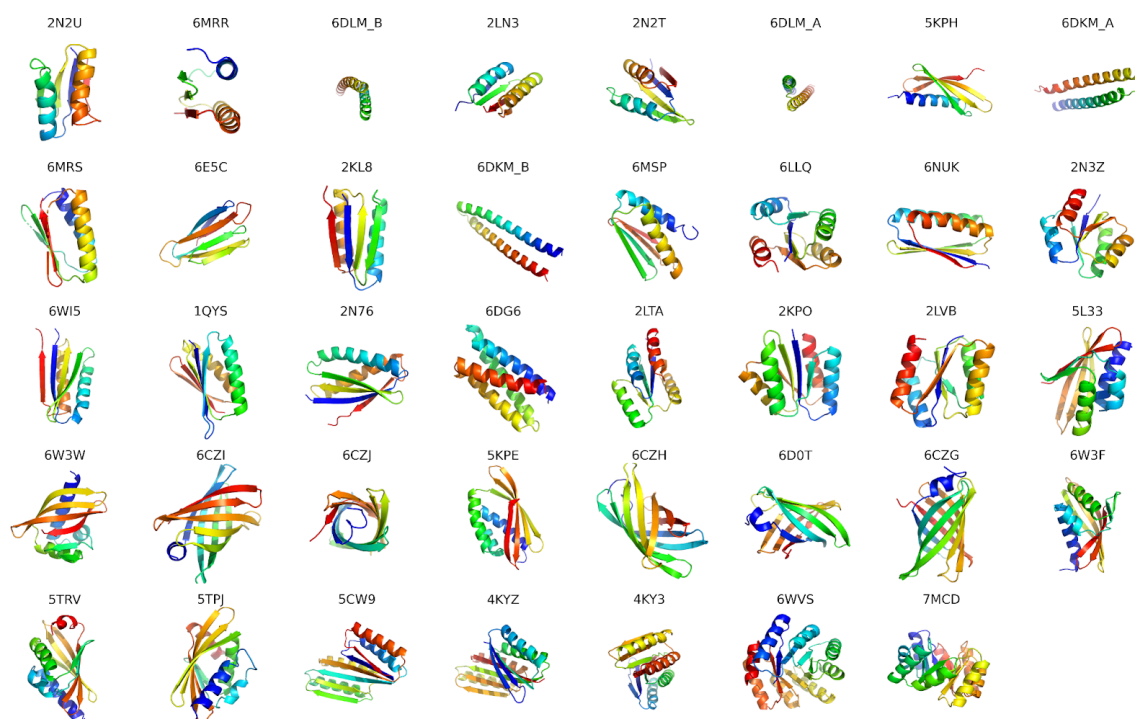 2N2U 6MRR 6DLM_B 2LN3 2N2T 6DLM_A 5KPH 6DKM_A
6MRS 6E5C 2KL8 6DKM_B 6MSP 6LLQ 6NUK 2N3Z
6WI5 1QYS 2N76 6DG6 2LTA 2KPO 2LVB 5L33
6W3W 6CZI 6CZJ 5KPE 6CZH 6D0T 6CZG 6W3F
5TRV 5TPJ 5CW9 4KYZ 4KY3 6WVS 7MCD